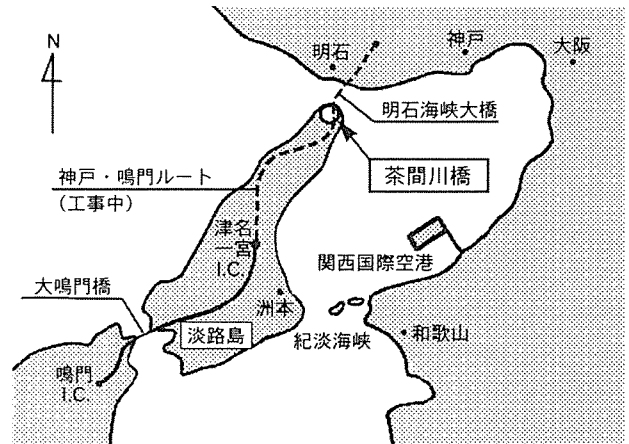 N
明石
神戸
大阪
明石海峡大橋
茶間川橋
神戸・鳴門ルート
(工事中)
津名
一宮
I.C.
関西国際空港
大鳴門橋
洲本
淡路島
紀淡海峡
和歌山
鳴門
I.C.